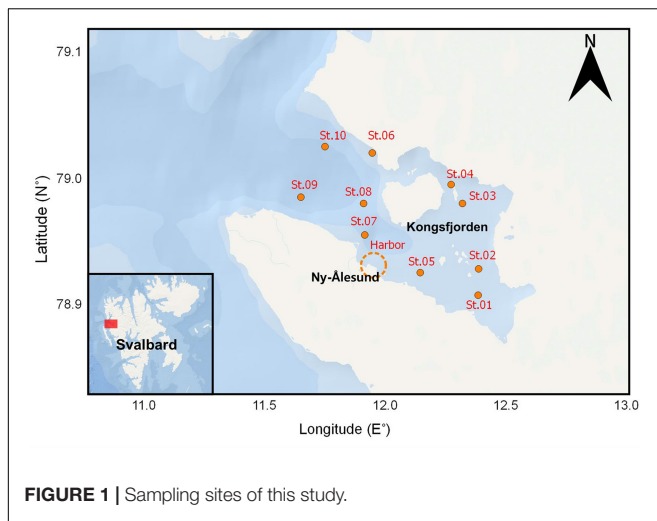 N
79.1
79.0
78.9
Latitude (N°)
St.10
St.06
St.04
St.03
St.09
St.08
Kongsfjorden
St.07
Harbor
St.02
St.05
Ny-Ålesund
St.01
Svalbard
11.0
11.5
12.0
12.5
13.0
Longitude (E°)
FIGURE 1 | Sampling sites of this study.